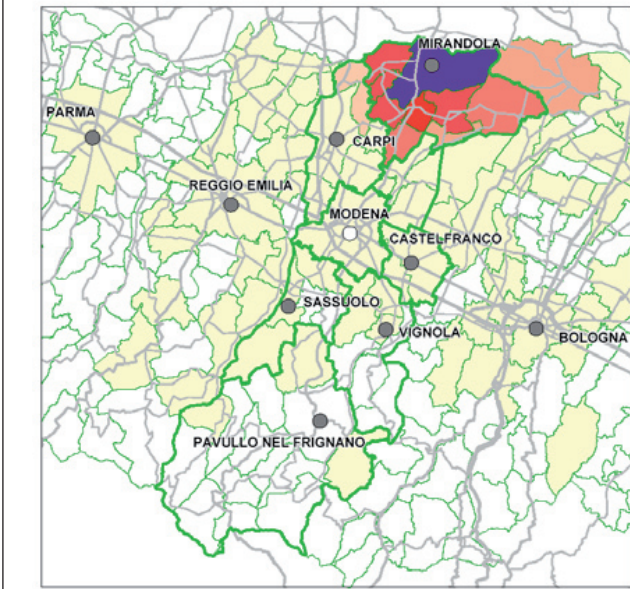 MIRANDOLA
PARMA
CARPI
REGGIO EMILIA
MODENA
CASTELFRANCO
SASSUOLO
VIGNOLA
BOLOGNA
PAVULLO NEL FRIGNANO